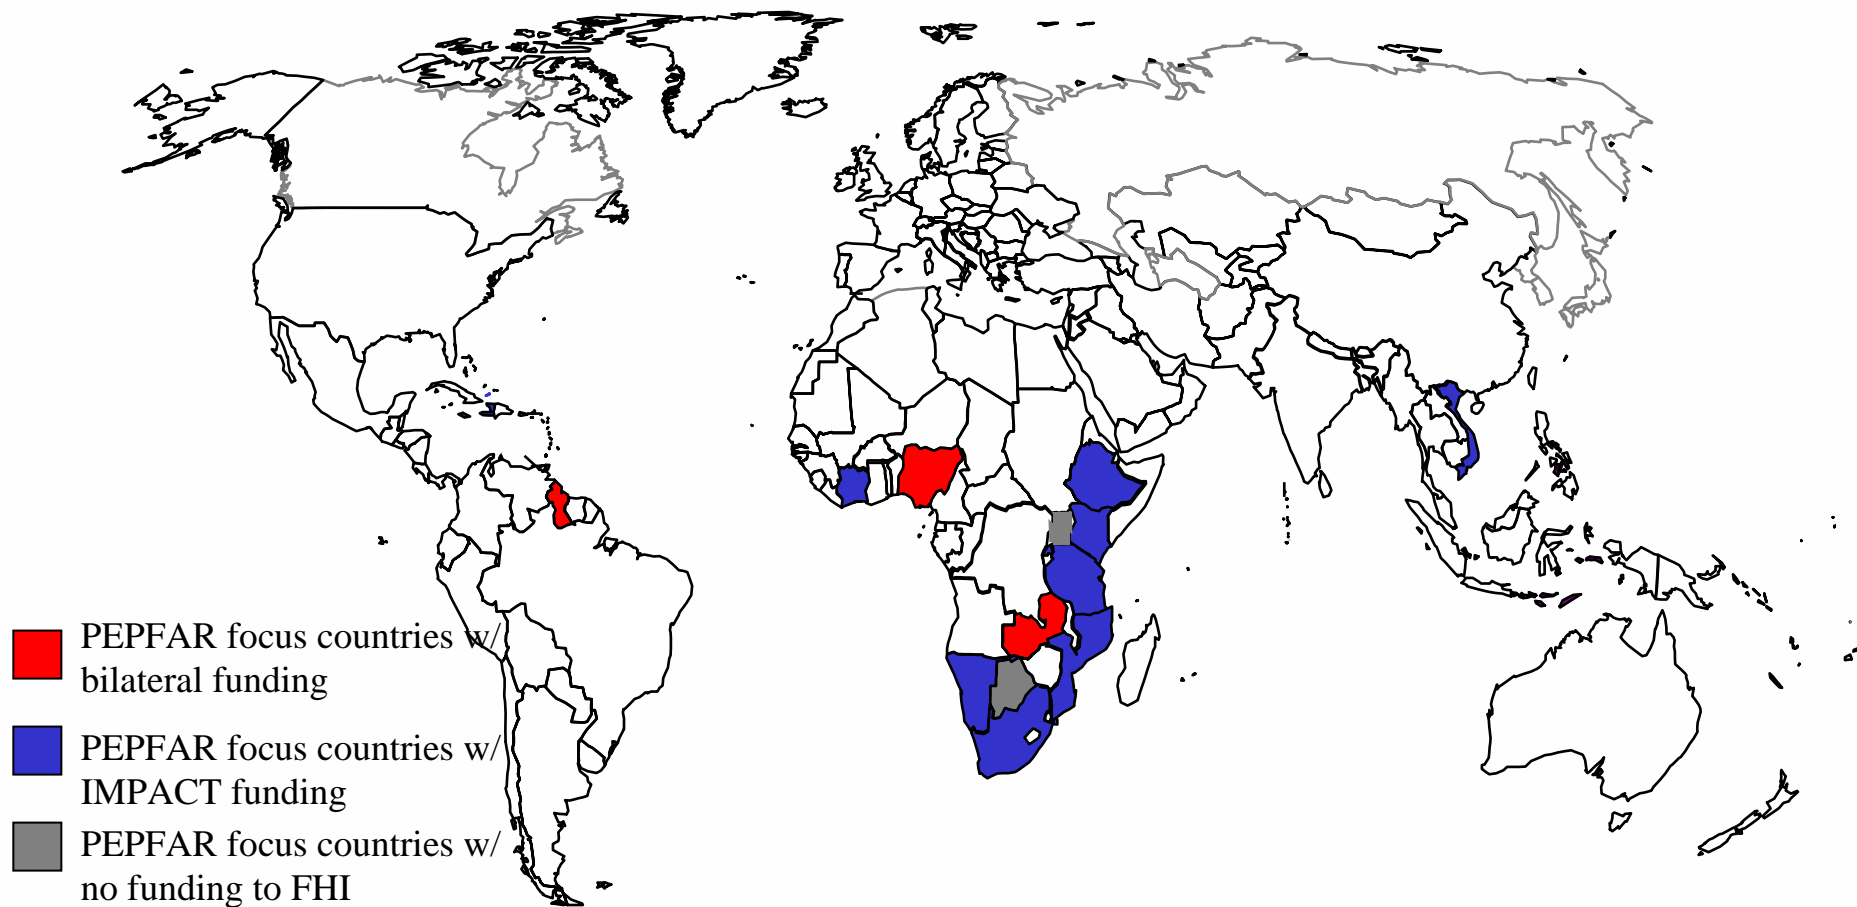 PEPFAR focus countries w/
bilateral funding
PEPFAR focus countries w/
IMPACT funding
PEPFAR focus countries w/
no funding to FHI